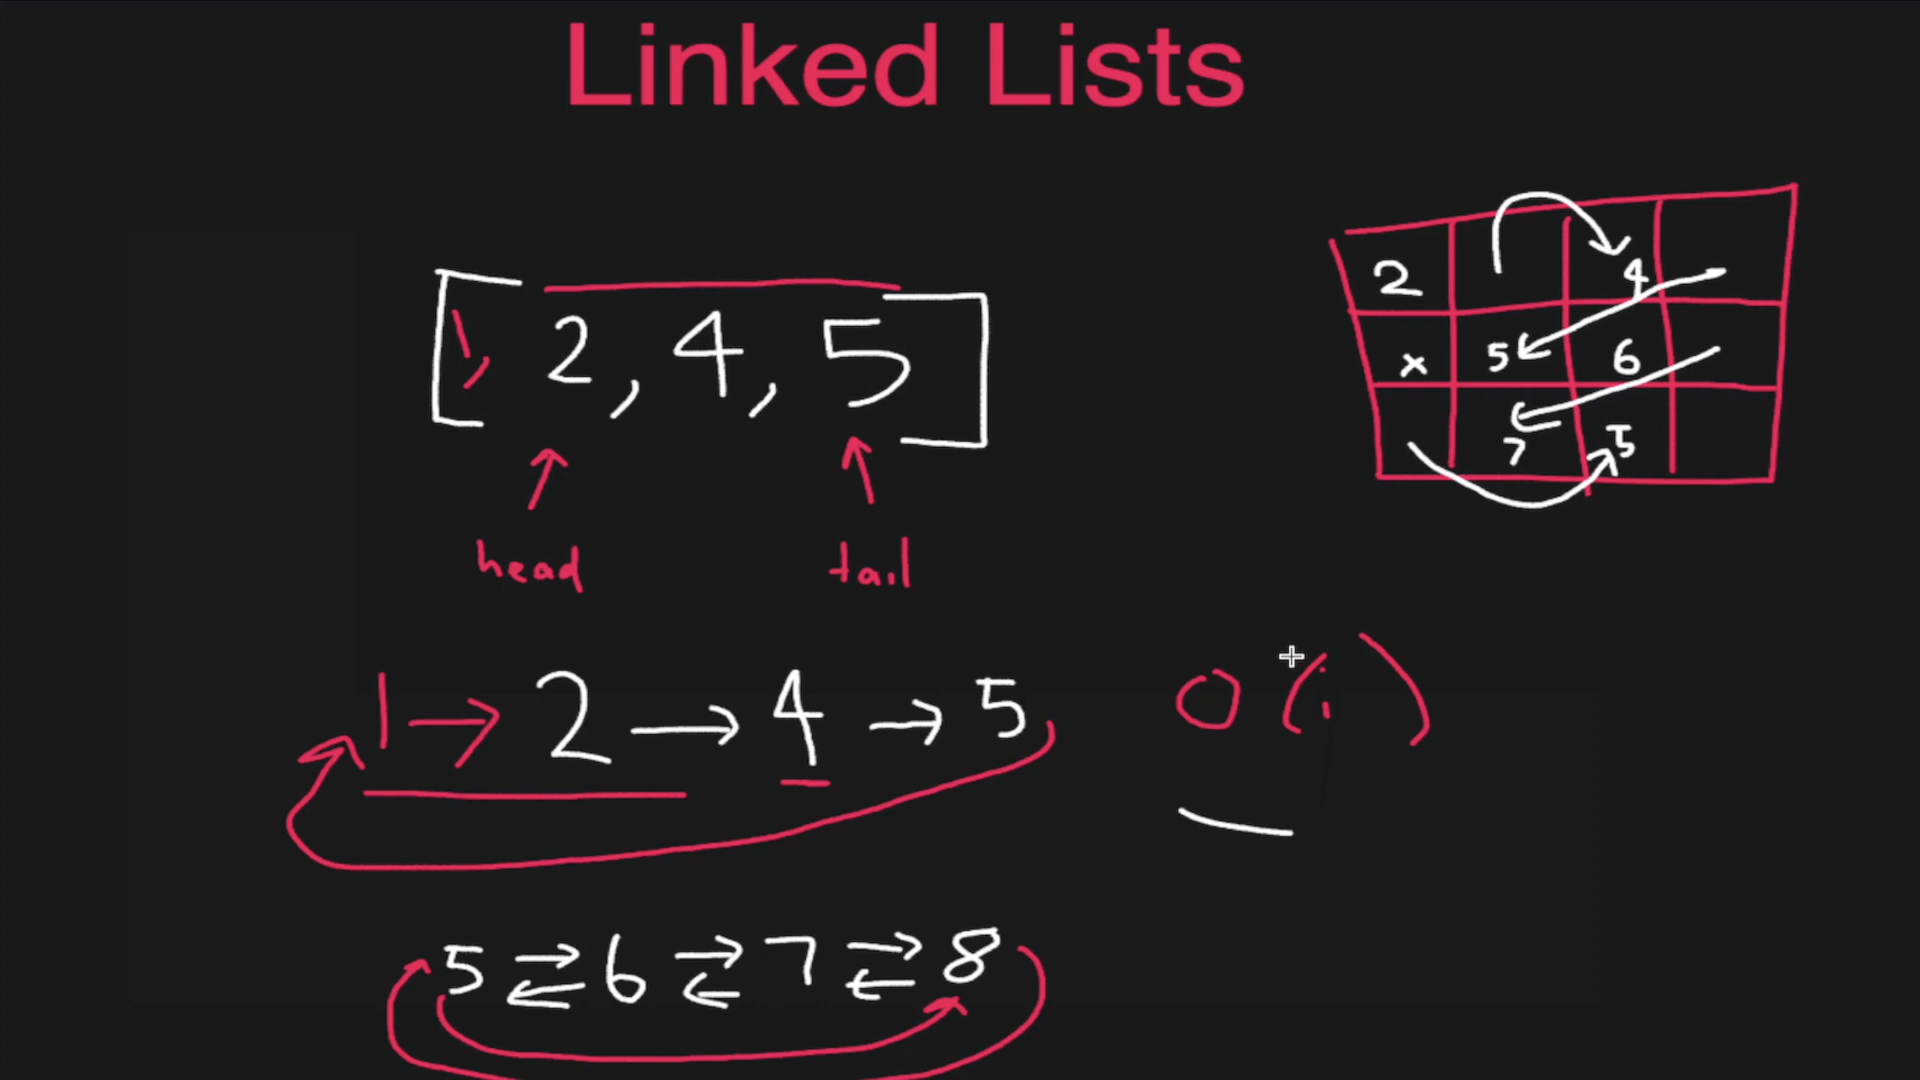 Linked Lists
[1, 2, 4, 5]
head tail
2 4
x 5 6
7 5
1 → 2 → 4 → 5
O(i)
5 ⇄ 6 ⇄ 7 ⇄ 8